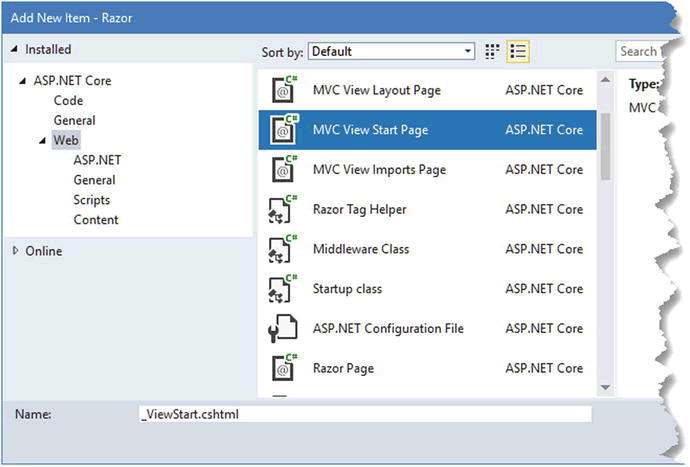 Add New Item - Razor
Installed
Sort by: Default
Search
ASP.NET Core
Code
General
Web
ASP.NET
General
Scripts
Content
Online
C# MVC View Layout Page ASP.NET Core
C# MVC View Start Page ASP.NET Core
C# MVC View Imports Page ASP.NET Core
C# Razor Tag Helper ASP.NET Core
C# Middleware Class ASP.NET Core
C# Startup class ASP.NET Core
ASP.NET Configuration File ASP.NET Core
C# Razor Page ASP.NET Core
Type:
MVC
Name: _ViewStart.cshtml